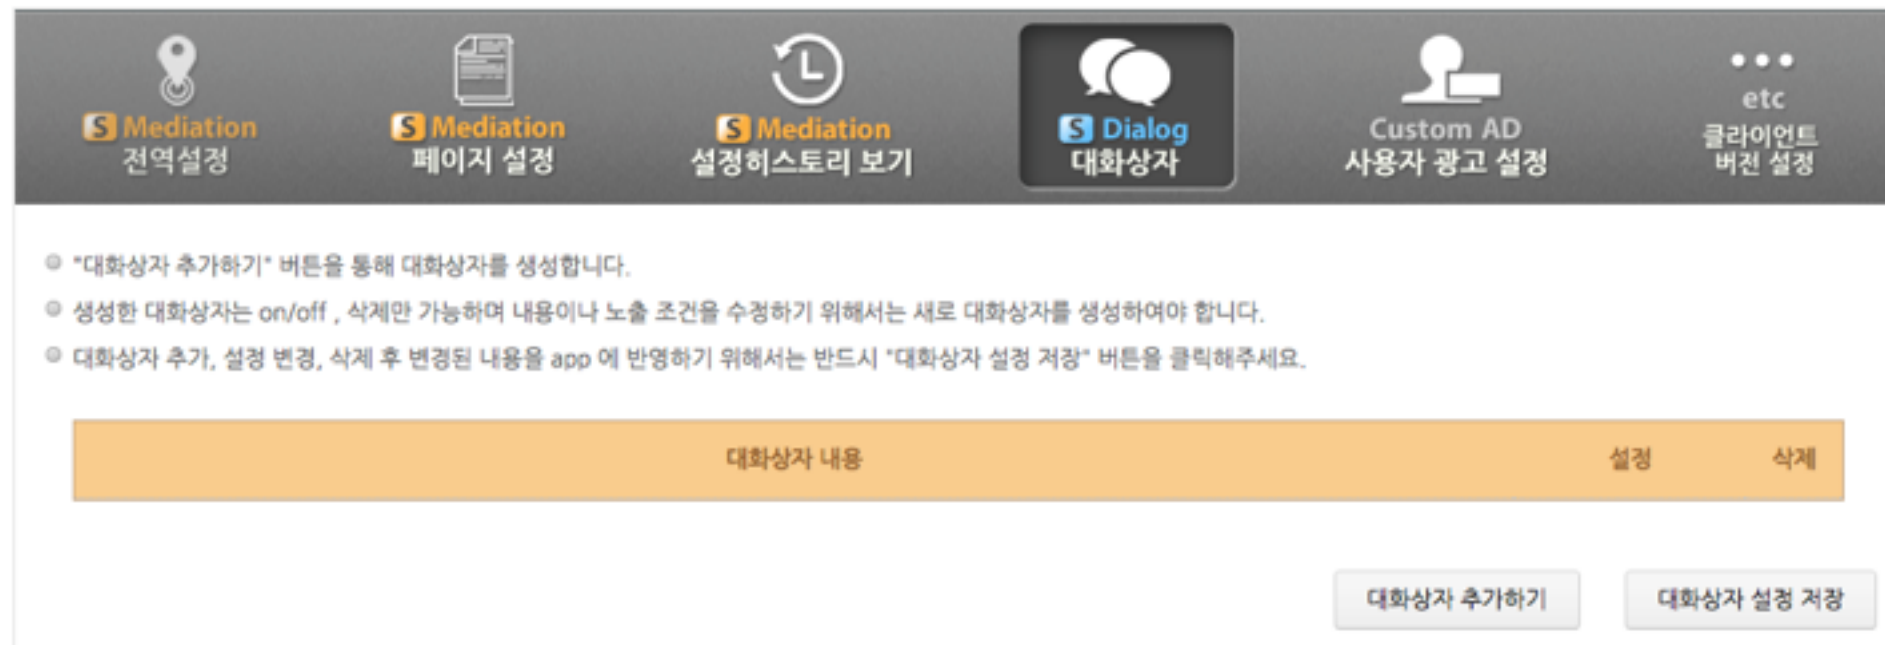 S Mediation
전역설정
S Mediation
페이지 설정
S Mediation
설정히스토리 보기
S Dialog
대화상자
Custom AD
사용자 광고 설정
etc
클라이언트
버전 설정
"대화상자 추가하기" 버튼을 통해 대화상자를 생성합니다.
생성한 대화상자는 on/off , 삭제만 가능하며 내용이나 노출 조건을 수정하기 위해서는 새로 대화상자를 생성하여야 합니다.
대화상자 추가, 설정 변경, 삭제 후 변경된 내용을 app 에 반영하기 위해서는 반드시 "대화상자 설정 저장" 버튼을 클릭해주세요.
대화상자 내용 설정 삭제
대화상자 추가하기 대화상자 설정 저장